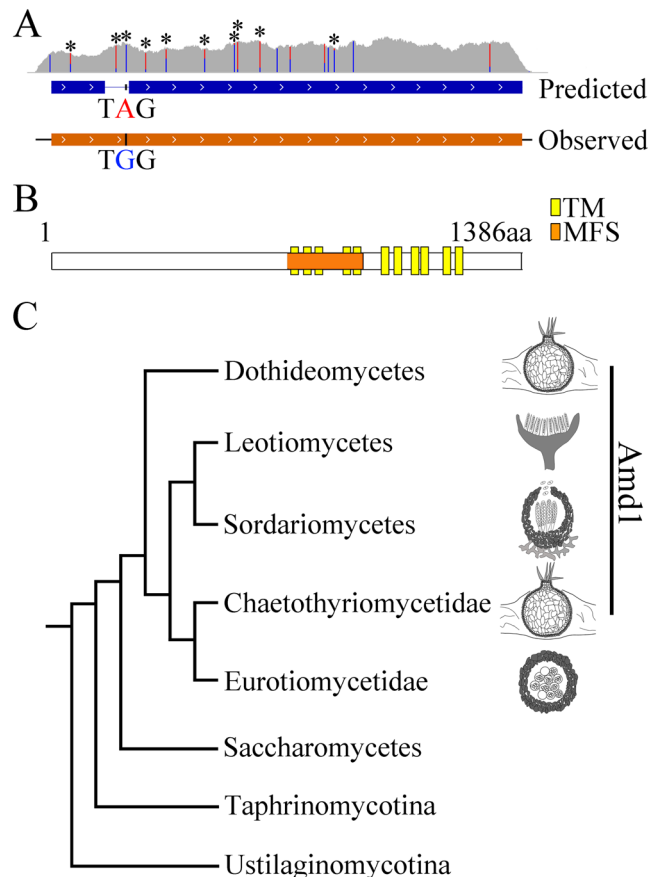 A
* * * * * * * * * * *
Predicted
TAG
Observed
TGG
B
TM
MFS
1
1386aa
C
Dothideomycetes
Leotiomycetes
Sordariomycetes
Chaetothyriomycetidae
Eurotiomycetidae
Saccharomycetes
Taphrinomycotina
Ustilaginomycotina
Amd1